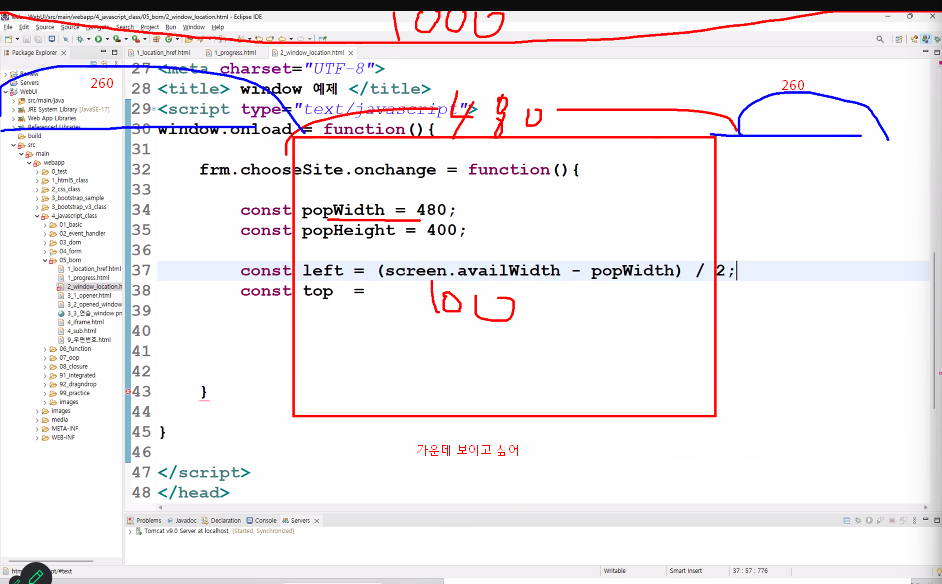 WebUI/src/main/webapp/4_javascript_class/05_bom/2_window_location.html - Eclipse IDE
File Edit Source Search Project Run Window Help
1000
Package Explorer
1_location_href.html 1_progress.html 2_window_location.html
Servers
WebUI
src/main/java
JRE System Library [JavaSE-17]
Web App Libraries
Referenced Libraries
build
src
main
webapp
0_test
1_html5_class
2_css_class
3_bootstrap_sample
3_bootstrap_v3_class
4_javascript_class
01_basic
02_event_handler
03_dom
04_form
05_bom
1_location_href.html
1_progress.html
2_window_location.h
3_1_opener.html
3_2_opened_window
3_3_연습_window.pn
4_iframe.html
4_sub.html
9_우편번호.html
06_function
07_oop
08_closure
91_integrated
92_dragndrop
99_practice
images
images
media
META-INF
WEB-INF
260
260
480
27 <meta charset="UTF-8">
28 <title> window 예제 </title>
29 <script type="text/javascript">
30 window.onload = function(){
31
32 frm.chooseSite.onchange = function(){
33
34 const popWidth = 480;
35 const popHeight = 400;
36
37 const left = (screen.availWidth - popWidth) / 2;
38 const top =
39
40
41
42
43 }
44
45 }
46
47 </script>
48 </head>
가운데 보이고 싶어
Problems Javadoc Declaration Console Servers
Tomcat v9.0 Server at localhost [Started, Synchronized]
Writable Smart Insert 37 : 57 : 776